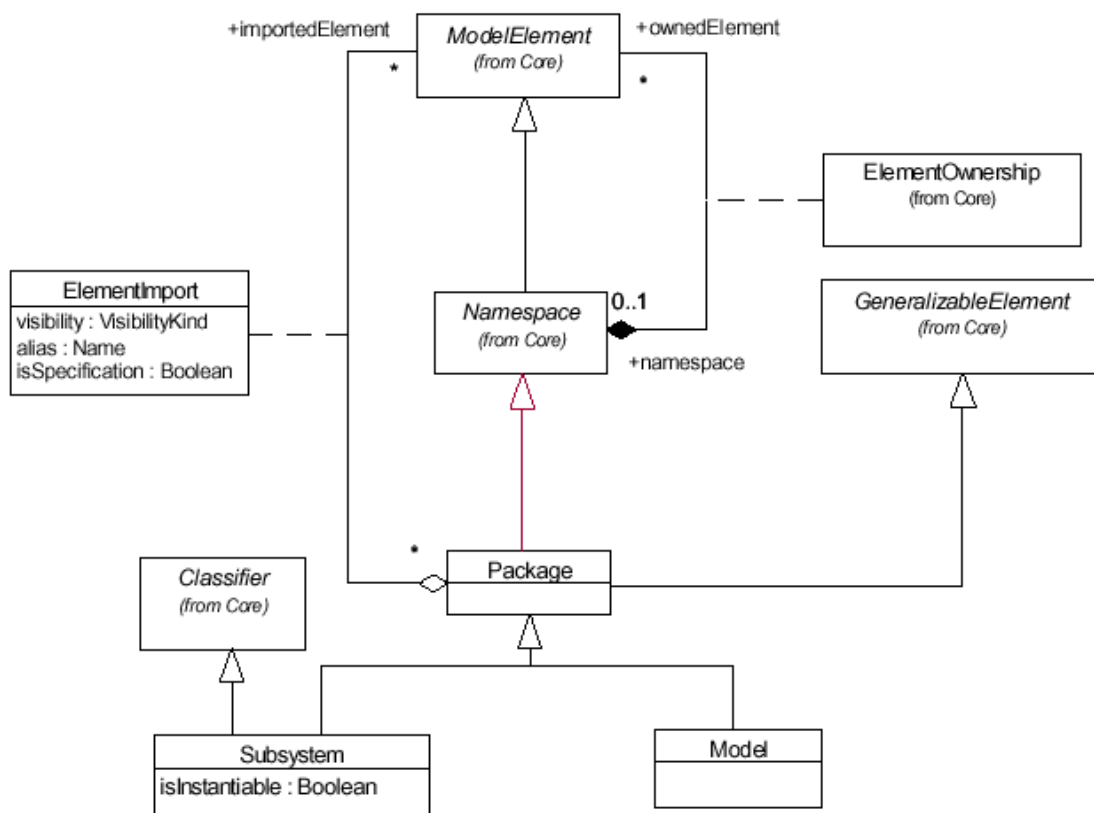 +importedElement
*
ModelElement
(from Core)
+ownedElement
*
ElementOwnership
(from Core)
ElementImport
visibility : VisibilityKind
alias : Name
isSpecification : Boolean
Namespace
(from Core)
0..1
+namespace
GeneralizableElement
(from Core)
*
Package
Classifier
(from Core)
Subsystem
isInstantiable : Boolean
Model